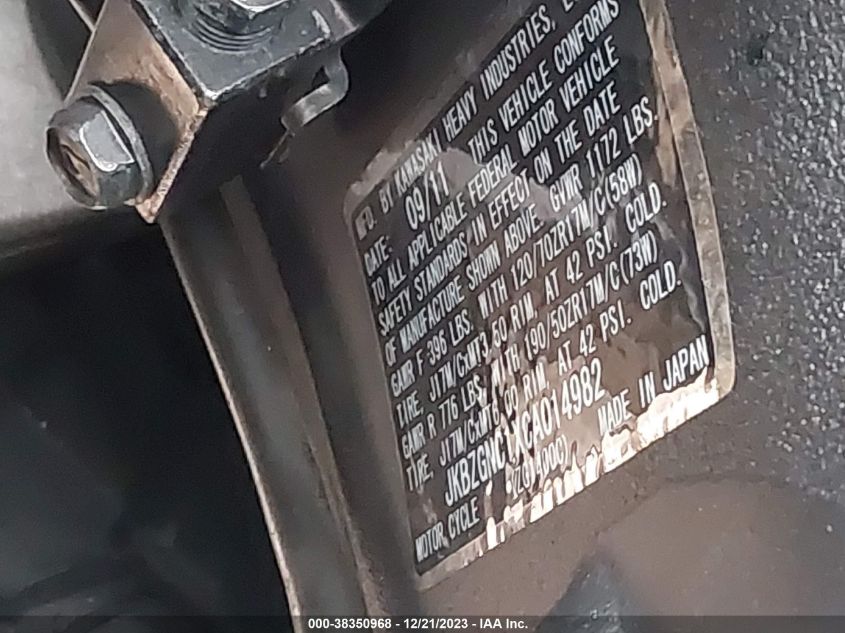 MFD. BY KAWASAKI HEAVY INDUSTRIES,
DATE: 09/11 THIS VEHICLE CONFORMS
TO ALL APPLICABLE FEDERAL MOTOR VEHICLE
SAFETY STANDARDS IN EFFECT ON THE DATE
OF MANUFACTURE SHOWN ABOVE. GVWR 1172 LBS.
GAWR F 396 LBS. WITH 120/70ZR17M/C(58W)
TIRE, J17M/CxMT3.50 RIM. AT 42 PSI. COLD.
GAWR R 776 LBS. WITH 190/50ZR17M/C(73W)
TIRE, J17M/CxMT6.00 RIM. AT 42 PSI. COLD.
MOTOR CYCLE MADE IN JAPAN
000-38350968 - 12/21/2023 - IAA Inc.